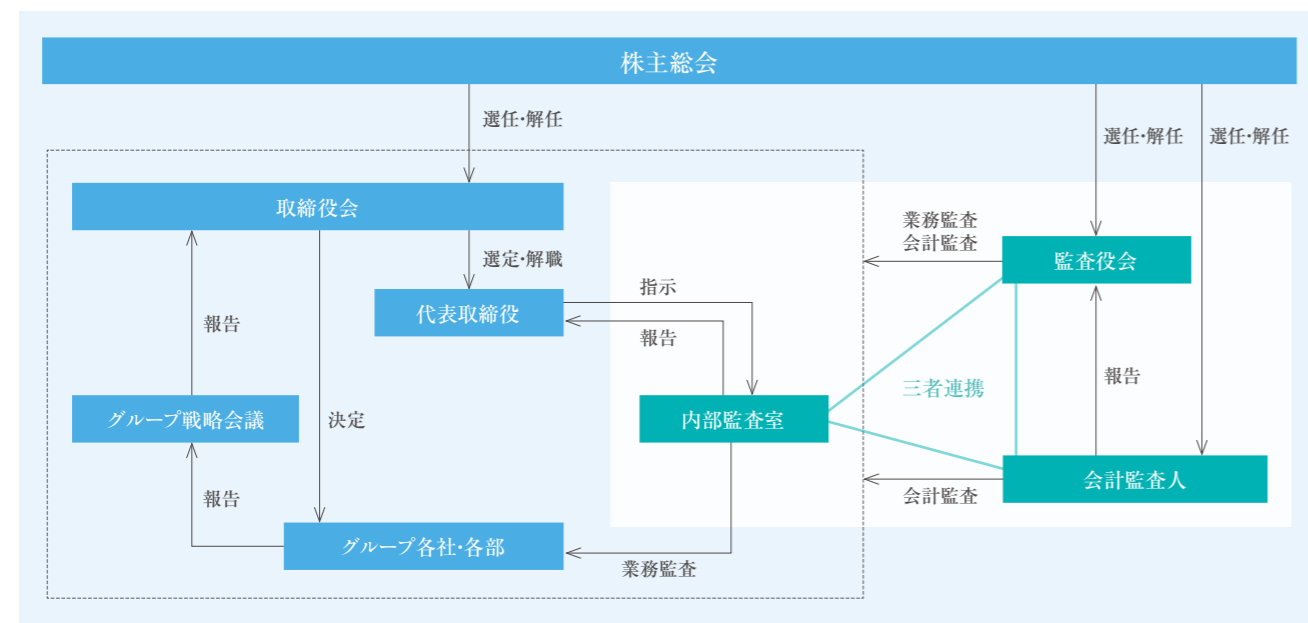 株主総会
選任・解任
選任・解任
選任・解任
取締役会
業務監査
会計監査
監査役会
選定・解職
指示
代表取締役
報告
報告
三者連携
報告
グループ戦略会議
決定
内部監査室
会計監査人
報告
会計監査
グループ各社・各部
業務監査